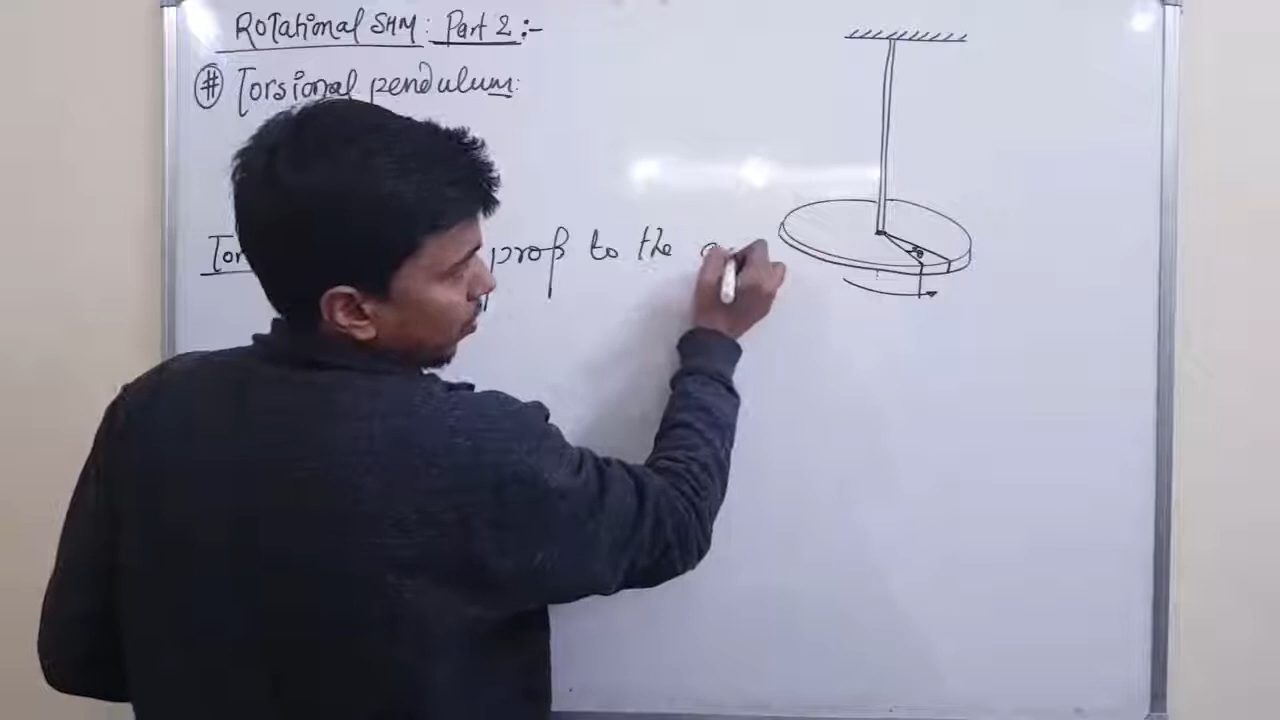 Rotational SHM: Part 2:-
# Torsional pendulum:
Tor prop to the
θ